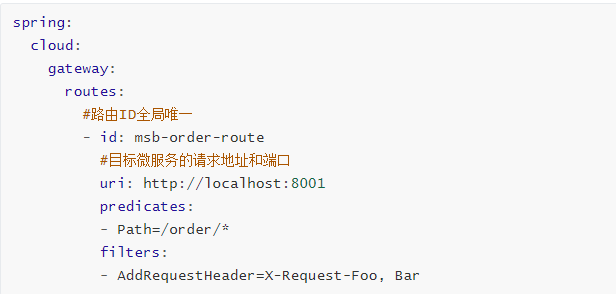 spring:
  cloud:
    gateway:
      routes:
        #路由ID全局唯一
        - id: msb-order-route
          #目标微服务的请求地址和端口
          uri: http://localhost:8001
          predicates:
          - Path=/order/*
          filters:
          - AddRequestHeader=X-Request-Foo, Bar